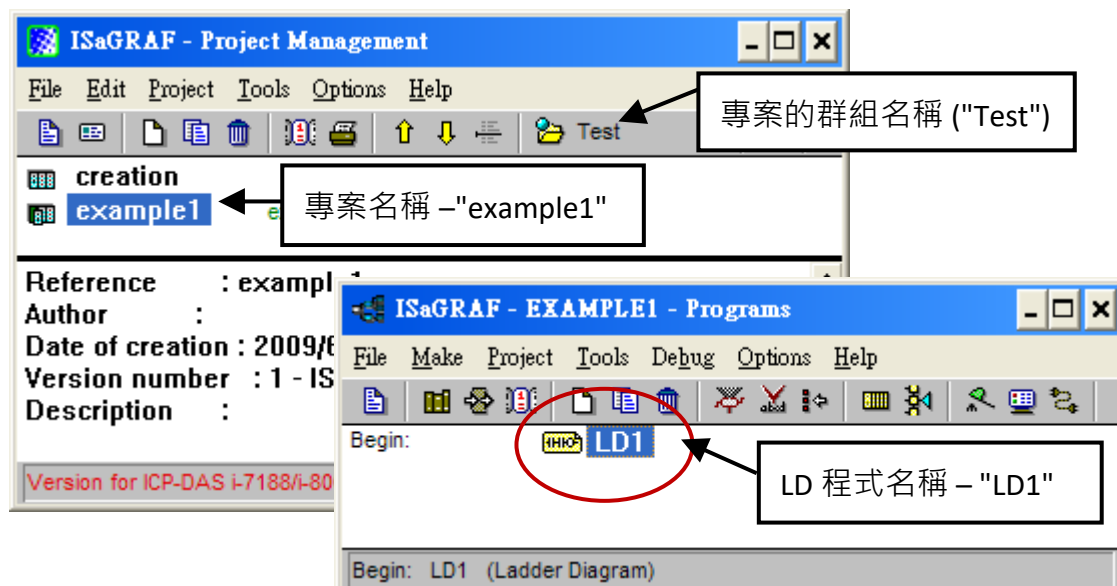 ISaGRAF - Project Management
File Edit Project Tools Options Help
Test
專案的群組名稱 ("Test")
creation
example1
專案名稱 –"example1"
Reference : exampl
Author :
Date of creation : 2009/6
Version number : 1 - IS
Description :
Version for ICP-DAS i-7188/i-80
ISaGRAF - EXAMPLE1 - Programs
File Make Project Tools Debug Options Help
Begin: LD1
LD 程式名稱 – "LD1"
Begin: LD1 (Ladder Diagram)